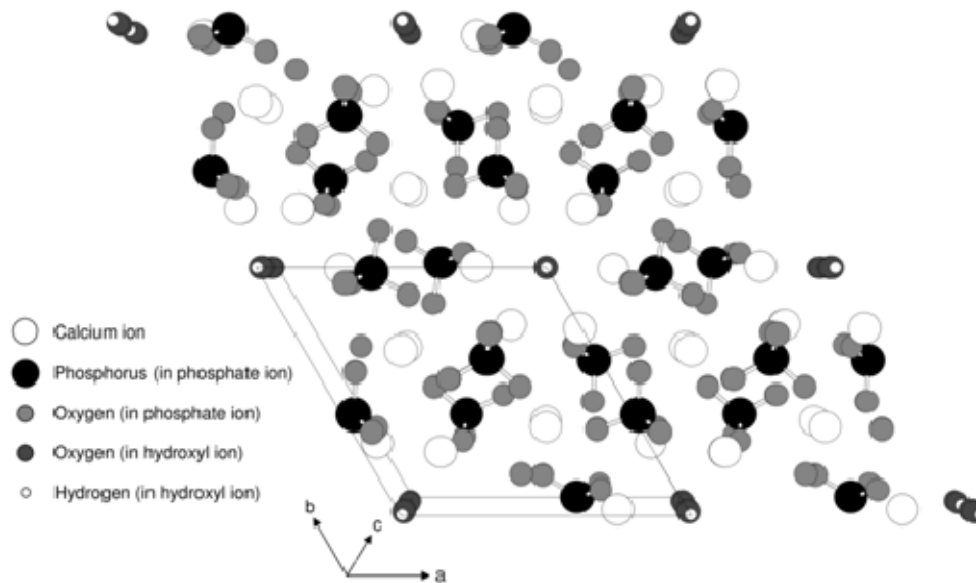 Calcium ion
Phosphorus (in phosphate ion)
Oxygen (in phosphate ion)
Oxygen (in hydroxyl ion)
Hydrogen (in hydroxyl ion)
b
c
a